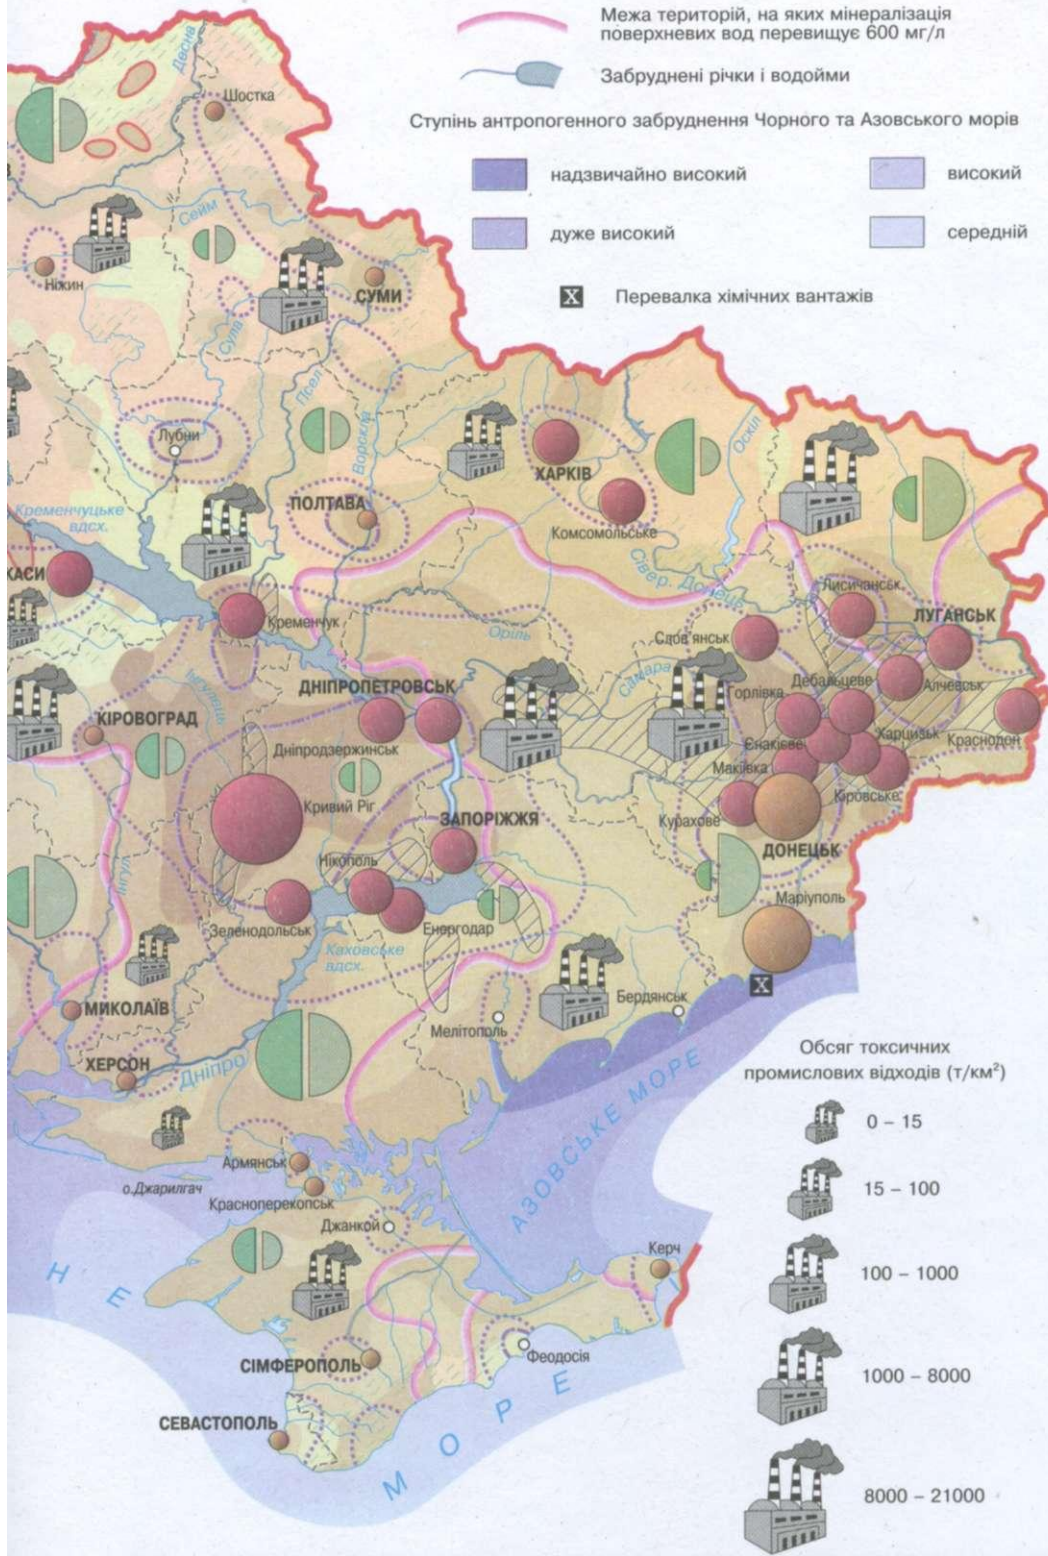 Межа територій, на яких мінералізація
поверхневих вод перевищує 600 мг/л
Забруднені річки і водойми
Ступінь антропогенного забруднення Чорного та Азовського морів
надзвичайно високий
високий
дуже високий
середній
X
Перевалка хімічних вантажів
Десна
Шостка
Сейм
Ніжин
СУМИ
Сула
Псел
Ворскла
Лубни
ХАРКІВ
Оскіл
ПОЛТАВА
Комсомольське
Кременчуцьке
вдсх.
КАСИ
Сівер. Донець
Лисичанськ
ЛУГАНСЬК
Кременчук
Оріль
Слов'янськ
Самара
Дебальцеве
Алчевськ
Горлівка
ДНІПРОПЕТРОВСЬК
Інгулець
КІРОВОГРАД
Дніпродзержинськ
Єнакієве
Харцизьк
Краснодон
Макіївка
Кіровське
Кривий Ріг
ЗАПОРІЖЖЯ
Курахове
ДОНЕЦЬК
Нікополь
Інгул
Маріуполь
Зеленодольськ
Енергодар
Каховське
вдсх.
X
МИКОЛАЇВ
Мелітополь
Бердянськ
ХЕРСОН
Дніпро
АЗОВСЬКЕ МОРЕ
Армянськ
о.Джарилгач
Красноперекопськ
Джанкой
Керч
НЕ
СІМФЕРОПОЛЬ
Феодосія
СЕВАСТОПОЛЬ
МОРЕ
Обсяг токсичних
промислових відходів (т/км²)
0 – 15
15 – 100
100 – 1000
1000 – 8000
8000 – 21000